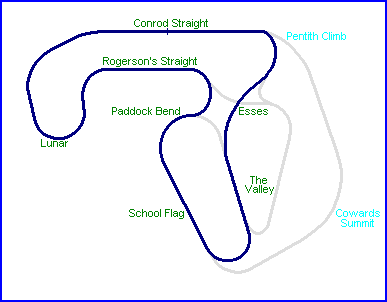 Conrod Straight
Pentith Climb
Rogerson's Straight
Paddock Bend
Esses
Lunar
The
Valley
School Flag
Cowards
Summit